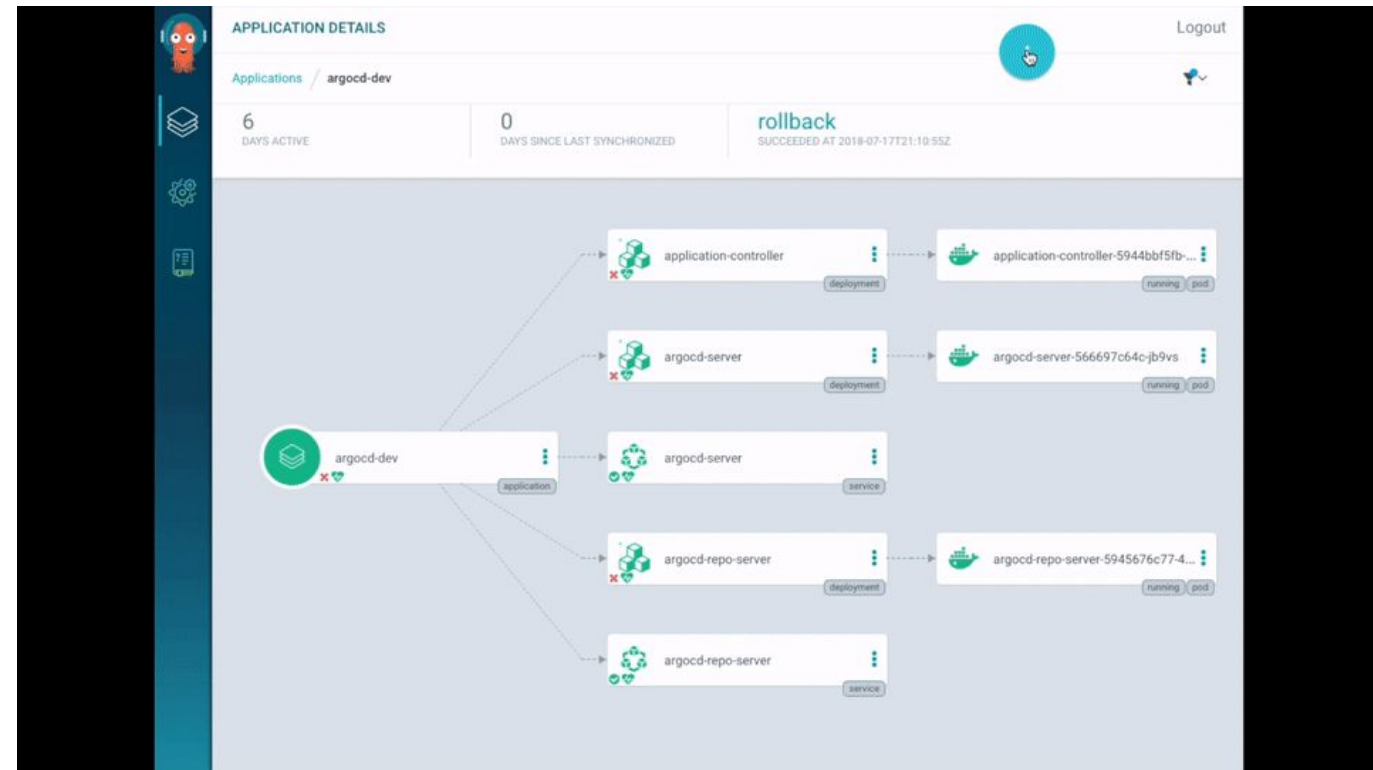 APPLICATION DETAILS
Logout
Applications / argocd-dev
6
DAYS ACTIVE
0
DAYS SINCE LAST SYNCHRONIZED
rollback
SUCCEEDED AT 2018-07-17T21:10:55Z
application-controller
deployment
application-controller-5944bbf5fb-...
running pod
argocd-server
deployment
argocd-server-566697c64c-jb9vs
running pod
argocd-dev
application
argocd-server
service
argocd-repo-server
deployment
argocd-repo-server-5945676c77-4...
running pod
argocd-repo-server
service